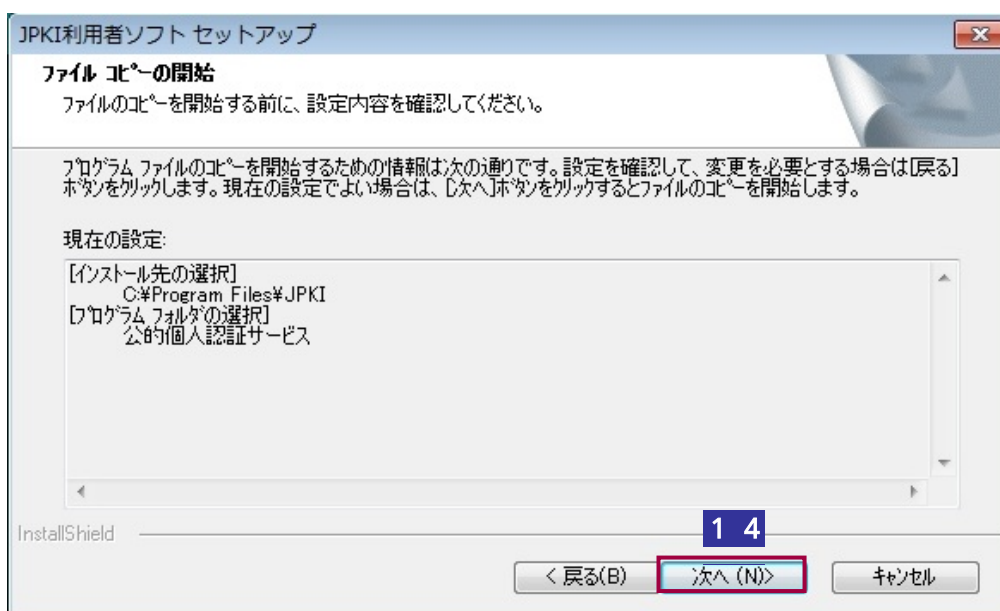 JPKI利用者ソフト セットアップ
ファイル コピーの開始
ファイルのコピーを開始する前に、設定内容を確認してください。
プログラム ファイルのコピーを開始するための情報は次の通りです。設定を確認して、変更を必要とする場合は[戻る]
ボタンをクリックします。現在の設定でよい場合は、[次へ]ボタンをクリックするとファイルのコピーを開始します。
現在の設定:
[インストール先の選択]
C:¥Program Files¥JPKI
[プログラム フォルダの選択]
公的個人認証サービス
InstallShield
1 4
< 戻る(B)
次へ (N)>
キャンセル